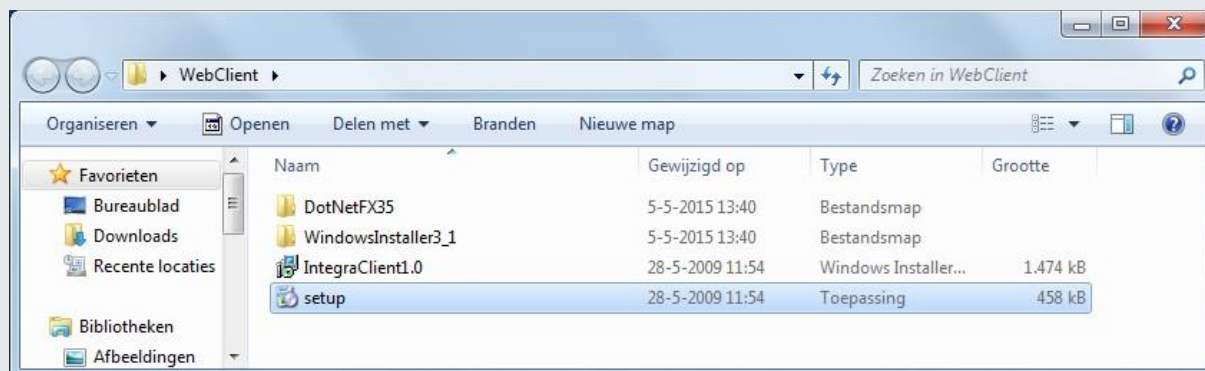 WebClient
Zoeken in WebClient
Organiseren Openen Delen met Branden Nieuwe map
Favorieten
Bureaublad
Downloads
Recente locaties
Bibliotheken
Afbeeldingen
Naam Gewijzigd op Type Grootte
DotNetFX35 5-5-2015 13:40 Bestandsmap
WindowsInstaller3_1 5-5-2015 13:40 Bestandsmap
IntegraClient1.0 28-5-2009 11:54 Windows Installer... 1.474 kB
setup 28-5-2009 11:54 Toepassing 458 kB